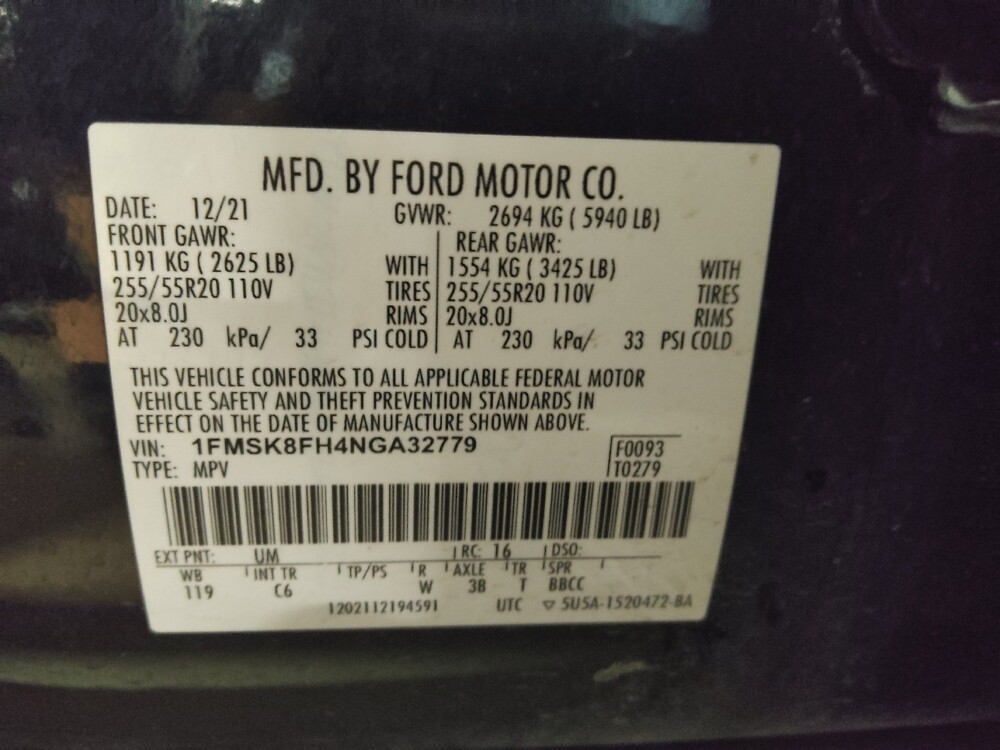 MFD. BY FORD MOTOR CO.
DATE: 12/21 GVWR: 2694 KG ( 5940 LB)
FRONT GAWR: REAR GAWR:
1191 KG ( 2625 LB) WITH 1554 KG ( 3425 LB) WITH
255/55R20 110V TIRES 255/55R20 110V TIRES
20x8.0J RIMS 20x8.0J RIMS
AT 230 kPa/ 33 PSI COLD AT 230 kPa/ 33 PSI COLD
THIS VEHICLE CONFORMS TO ALL APPLICABLE FEDERAL MOTOR
VEHICLE SAFETY AND THEFT PREVENTION STANDARDS IN
EFFECT ON THE DATE OF MANUFACTURE SHOWN ABOVE.
VIN: 1FMSK8FH4NGA32779 F0093
TYPE: MPV T0279
EXT PNT: UM RC: 16 DSO:
WB INT TR TP/PS R AXLE TR SPR
119 C6 W 3B T BBCC
1202112194591 UTC ▽ 5U5A-1520472-BA